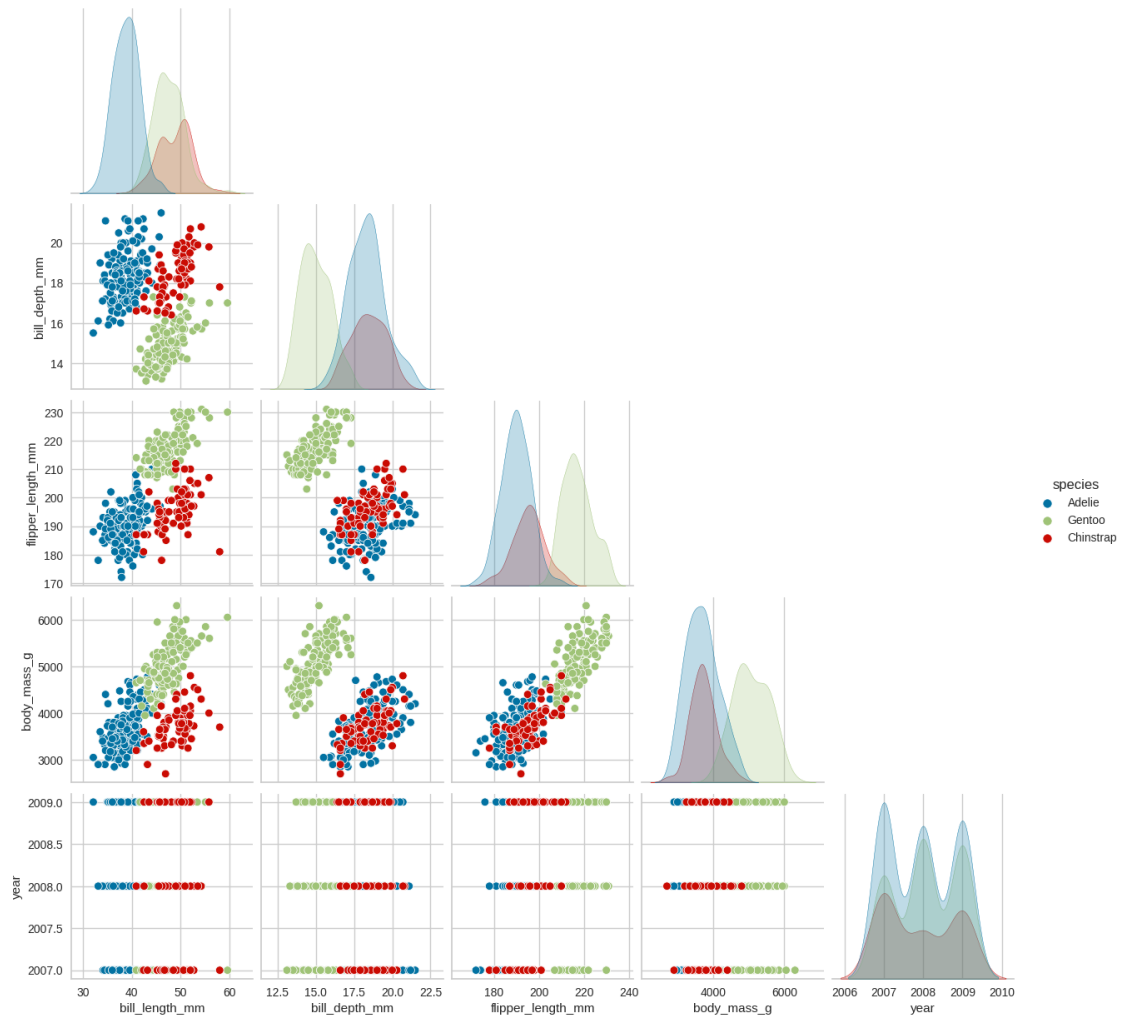 bill_depth_mm
20
18
16
14
flipper_length_mm
230
220
210
200
190
180
170
species
Adelie
Gentoo
Chinstrap
body_mass_g
6000
5000
4000
3000
year
2009.0
2008.5
2008.0
2007.5
2007.0
30 40 50 60
bill_length_mm
12.5 15.0 17.5 20.0 22.5
bill_depth_mm
180 200 220 240
flipper_length_mm
4000 6000
body_mass_g
2006 2007 2008 2009 2010
year